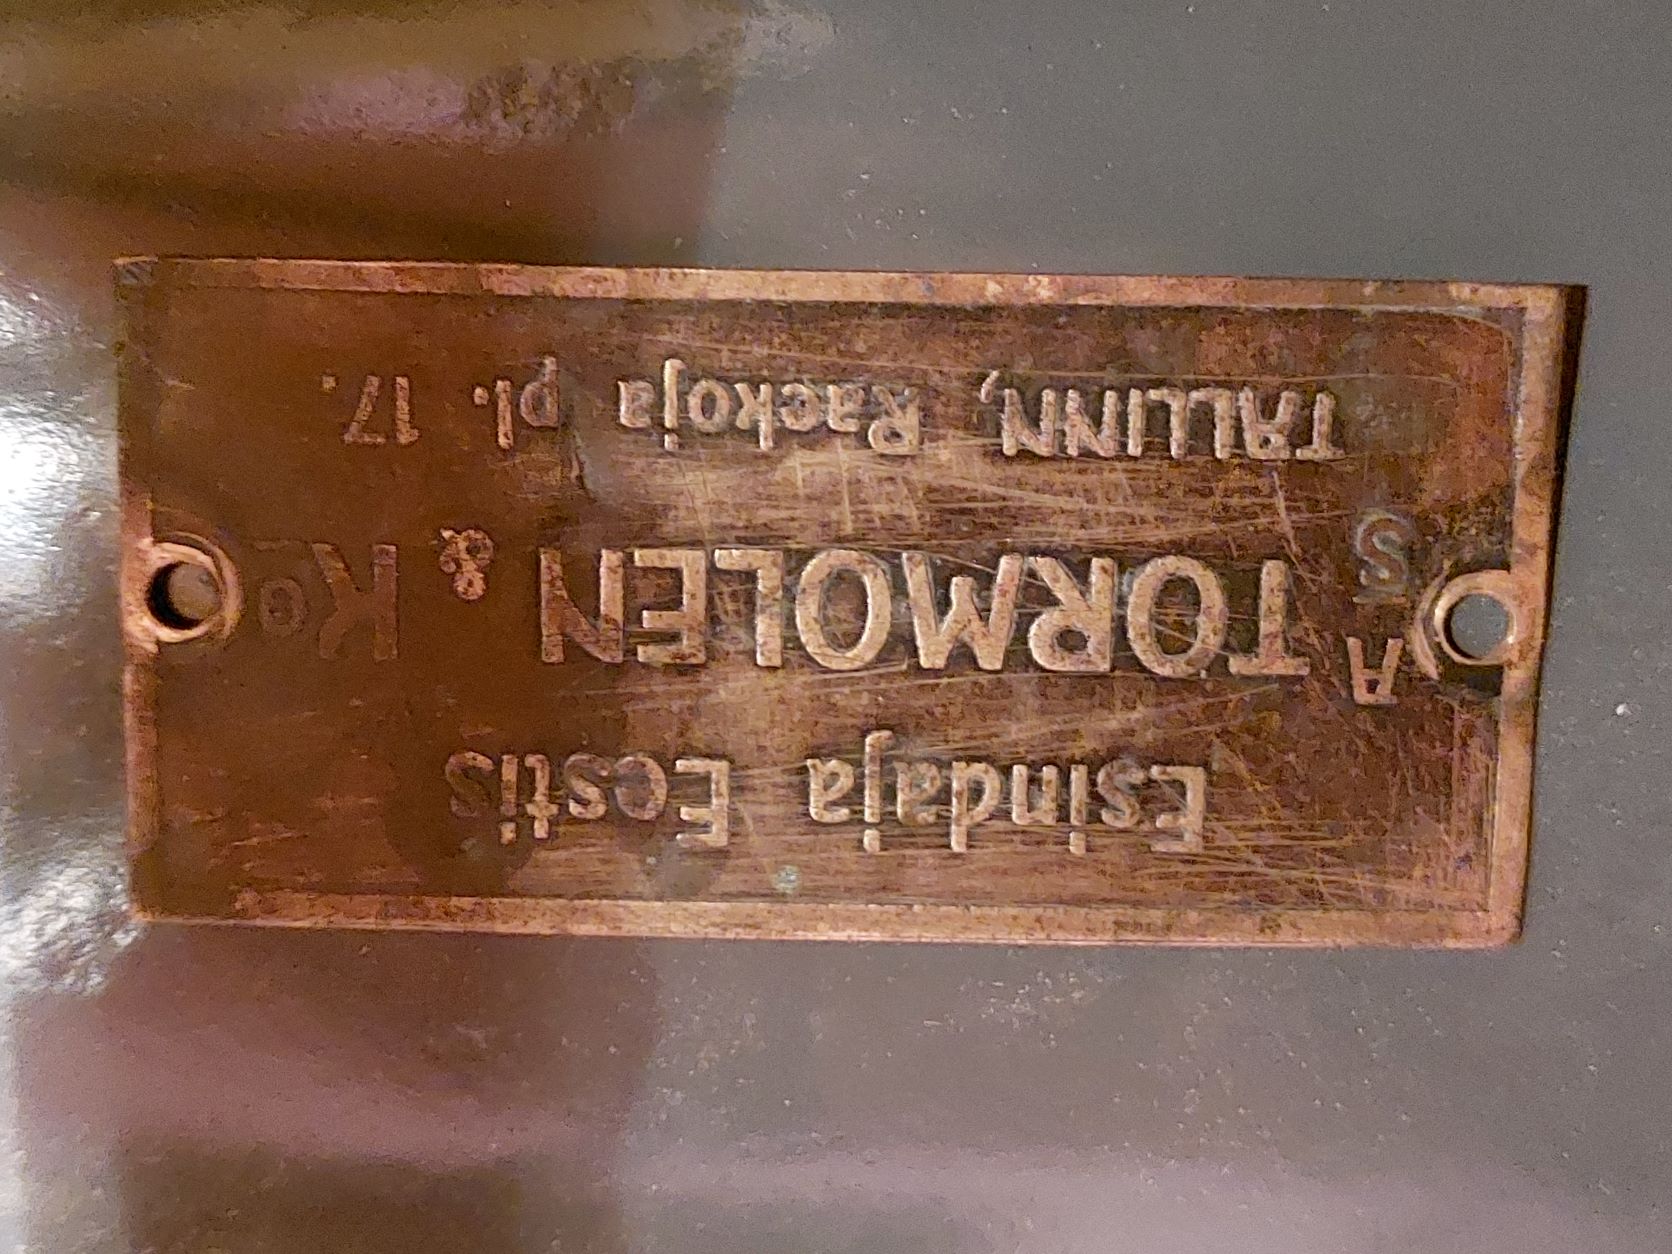 Esindaja Eestis
A/S TORMOLEN & Ko
TALLINN, Raekoja pl. 17.